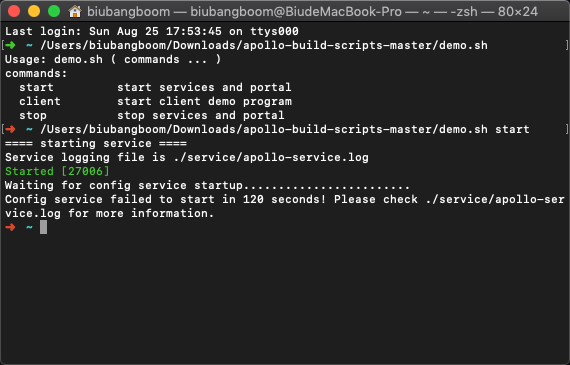 biubangboom — biubangboom@BiudeMacBook-Pro — ~ — -zsh — 80×24
Last login: Sun Aug 25 17:53:45 on ttys000
[➜ ~ /Users/biubangboom/Downloads/apollo-build-scripts-master/demo.sh ]
Usage: demo.sh ( commands ... )
commands:
start start services and portal
client start client demo program
stop stop services and portal
[➜ ~ /Users/biubangboom/Downloads/apollo-build-scripts-master/demo.sh start ]
==== starting service ====
Service logging file is ./service/apollo-service.log
Started [27006]
Waiting for config service startup........................
Config service failed to start in 120 seconds! Please check ./service/apollo-ser
vice.log for more information.
➜ ~